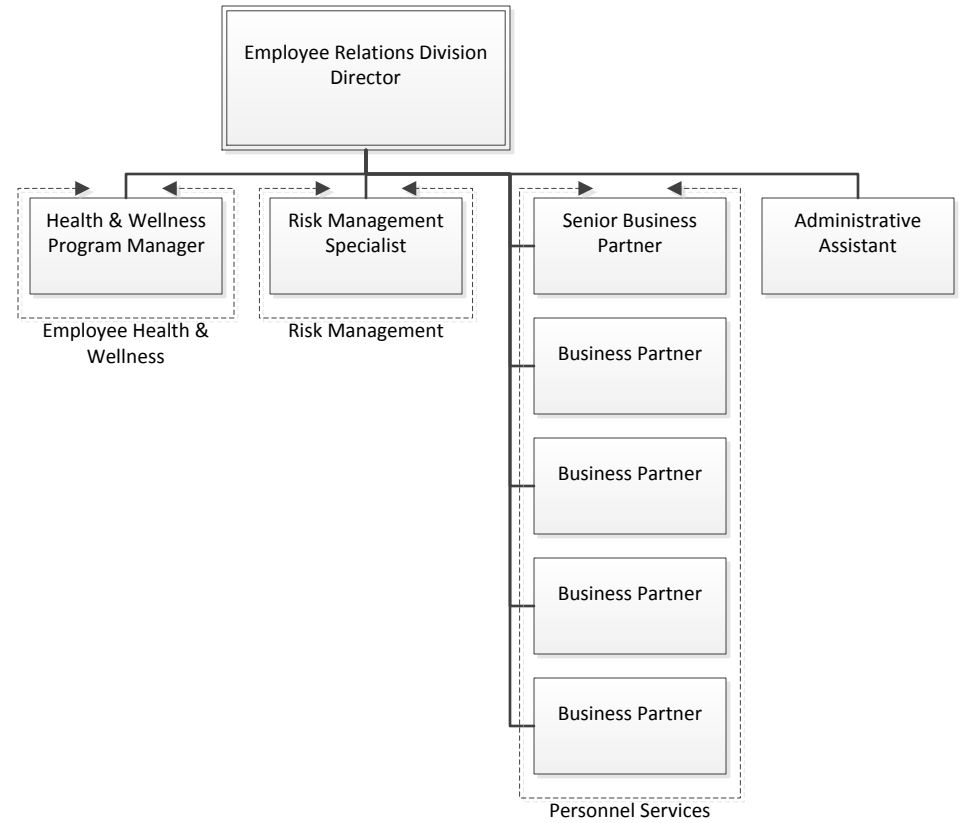 Employee Relations Division
Director
Health & Wellness
Program Manager
Risk Management
Specialist
Senior Business
Partner
Administrative
Assistant
Employee Health &
Wellness
Risk Management
Business Partner
Business Partner
Business Partner
Business Partner
Personnel Services